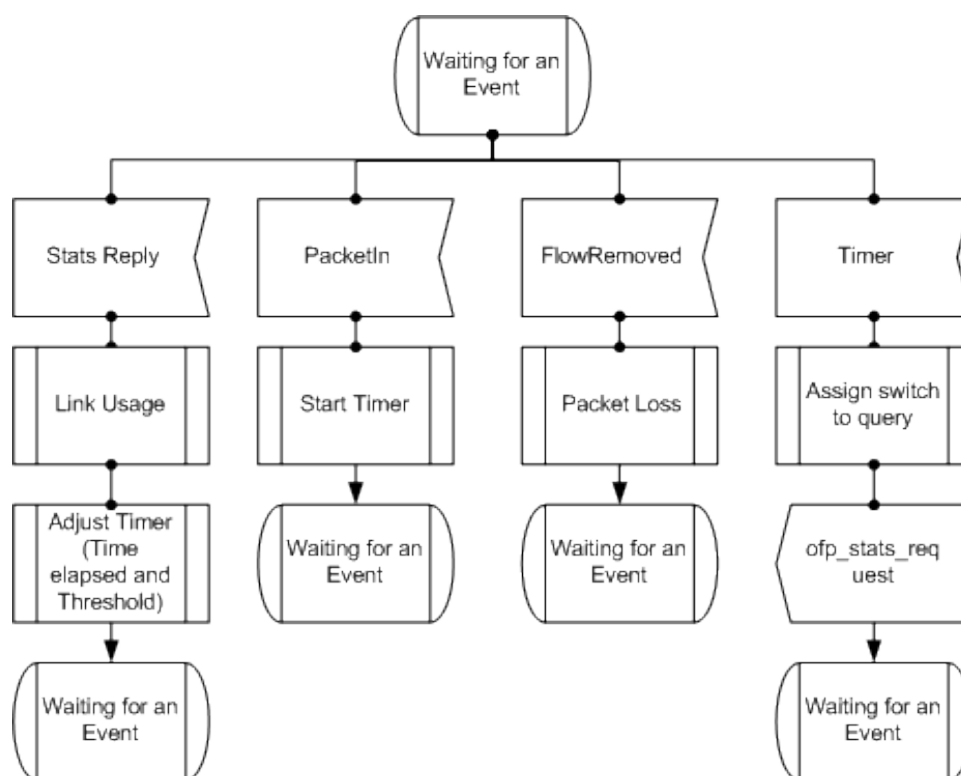 Waiting for an
Event
Stats Reply
PacketIn
FlowRemoved
Timer
Link Usage
Start Timer
Packet Loss
Assign switch
to query
Adjust Timer
(Time
elapsed and
Threshold)
Waiting for an
Event
Waiting for an
Event
ofp_stats_req
uest
Waiting for an
Event
Waiting for an
Event